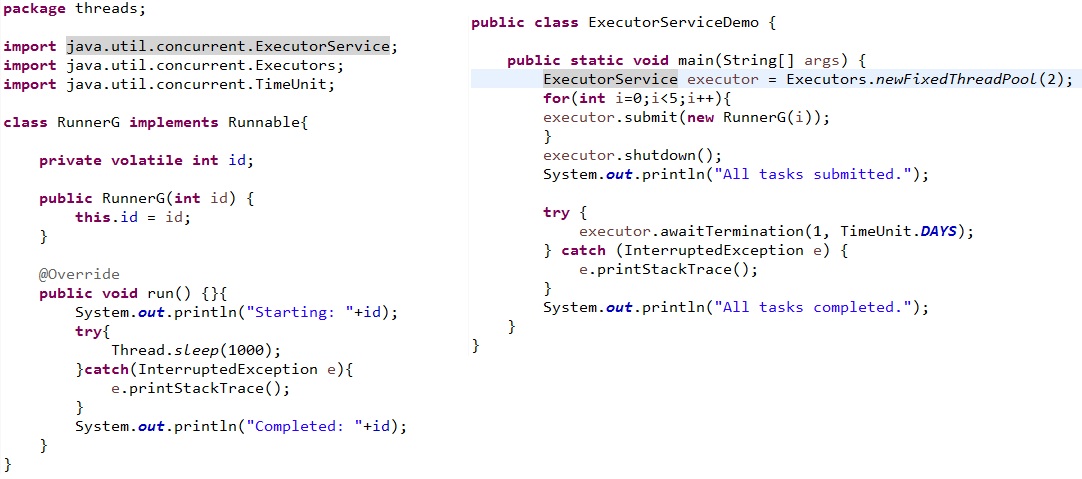 package threads;
import java.util.concurrent.ExecutorService;
import java.util.concurrent.Executors;
import java.util.concurrent.TimeUnit;
class RunnerG implements Runnable{
private volatile int id;
public RunnerG(int id) {
this.id = id;
}
@Override
public void run() {}{
System.out.println("Starting: "+id);
try{
Thread.sleep(1000);
}catch(InterruptedException e){
e.printStackTrace();
}
System.out.println("Completed: "+id);
}
}
public class ExecutorServiceDemo {
public static void main(String[] args) {
ExecutorService executor = Executors.newFixedThreadPool(2);
for(int i=0;i<5;i++){
executor.submit(new RunnerG(i));
}
executor.shutdown();
System.out.println("All tasks submitted.");
try {
executor.awaitTermination(1, TimeUnit.DAYS);
} catch (InterruptedException e) {
e.printStackTrace();
}
System.out.println("All tasks completed.");
}
}